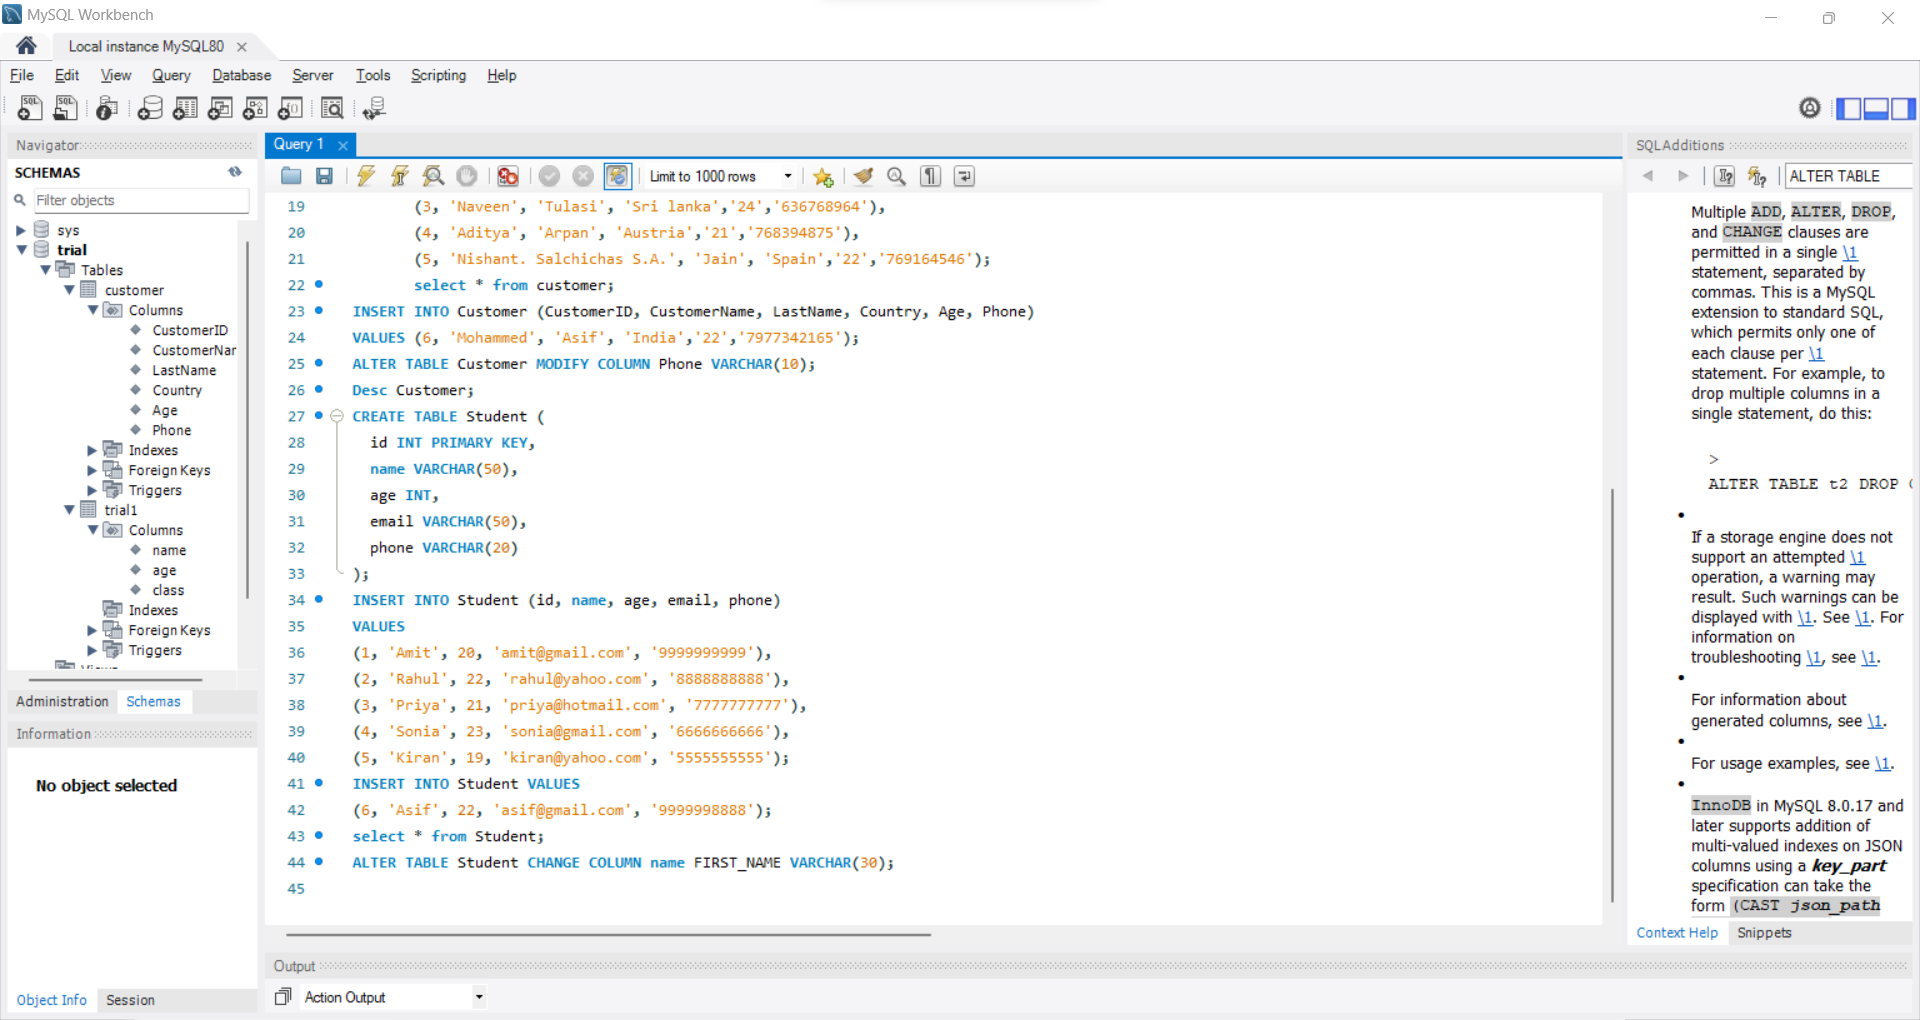 MySQL Workbench
Local instance MySQL80
File Edit View Query Database Server Tools Scripting Help
Navigator
SCHEMAS
Filter objects
sys
trial
Tables
customer
Columns
CustomerID
CustomerNar
LastName
Country
Age
Phone
Indexes
Foreign Keys
Triggers
trial1
Columns
name
age
class
Indexes
Foreign Keys
Triggers
Administration Schemas
Information
No object selected
Object Info Session
Query 1
Limit to 1000 rows
19 (3, 'Naveen', 'Tulasi', 'Sri lanka','24','636768964'),
20 (4, 'Aditya', 'Arpan', 'Austria','21','768394875'),
21 (5, 'Nishant. Salchichas S.A.', 'Jain', 'Spain','22','769164546');
22 select * from customer;
23 INSERT INTO Customer (CustomerID, CustomerName, LastName, Country, Age, Phone)
24 VALUES (6, 'Mohammed', 'Asif', 'India','22','7977342165');
25 ALTER TABLE Customer MODIFY COLUMN Phone VARCHAR(10);
26 Desc Customer;
27 CREATE TABLE Student (
28 id INT PRIMARY KEY,
29 name VARCHAR(50),
30 age INT,
31 email VARCHAR(50),
32 phone VARCHAR(20)
33 );
34 INSERT INTO Student (id, name, age, email, phone)
35 VALUES
36 (1, 'Amit', 20, 'amit@gmail.com', '9999999999'),
37 (2, 'Rahul', 22, 'rahul@yahoo.com', '8888888888'),
38 (3, 'Priya', 21, 'priya@hotmail.com', '7777777777'),
39 (4, 'Sonia', 23, 'sonia@gmail.com', '6666666666'),
40 (5, 'Kiran', 19, 'kiran@yahoo.com', '5555555555');
41 INSERT INTO Student VALUES
42 (6, 'Asif', 22, 'asif@gmail.com', '9999998888');
43 select * from Student;
44 ALTER TABLE Student CHANGE COLUMN name FIRST_NAME VARCHAR(30);
45
Output
Action Output
SQLAdditions
ALTER TABLE
Multiple ADD, ALTER, DROP,
and CHANGE clauses are
permitted in a single \1
statement, separated by
commas. This is a MySQL
extension to standard SQL,
which permits only one of
each clause per \1
statement. For example, to
drop multiple columns in a
single statement, do this:
>
ALTER TABLE t2 DROP
If a storage engine does not
support an attempted \1
operation, a warning may
result. Such warnings can be
displayed with \1. See \1. For
information on
troubleshooting \1, see \1.
For information about
generated columns, see \1.
For usage examples, see \1.
InnoDB in MySQL 8.0.17 and
later supports addition of
multi-valued indexes on JSON
columns using a key_part
specification can take the
form (CAST json_path
Context Help Snippets